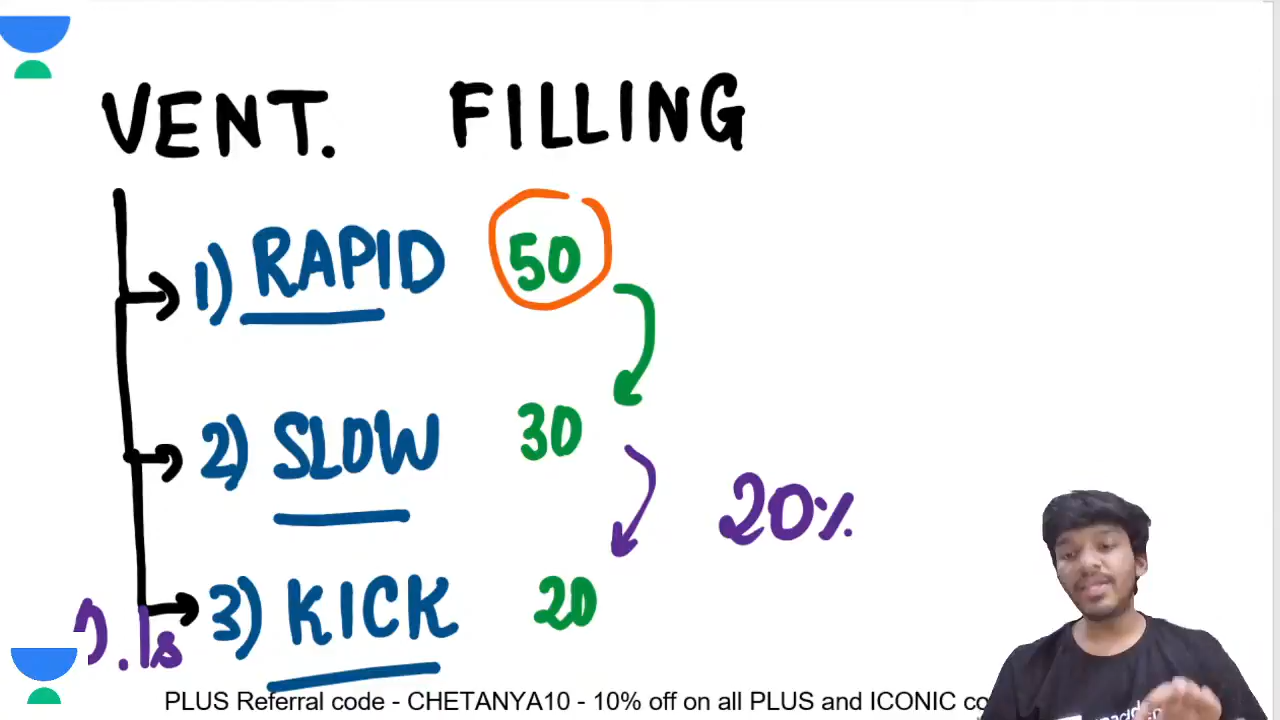 VENT. FILLING
1) RAPID 50
2) SLOW 30
20%
3) KICK 20
PLUS Referral code - CHETANYA10 - 10% off on all PLUS and ICONIC co